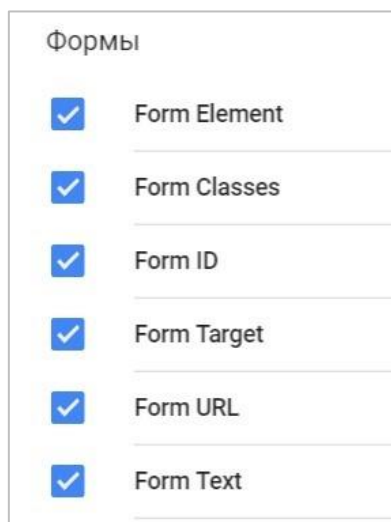 Формы
Form Element
Form Classes
Form ID
Form Target
Form URL
Form Text